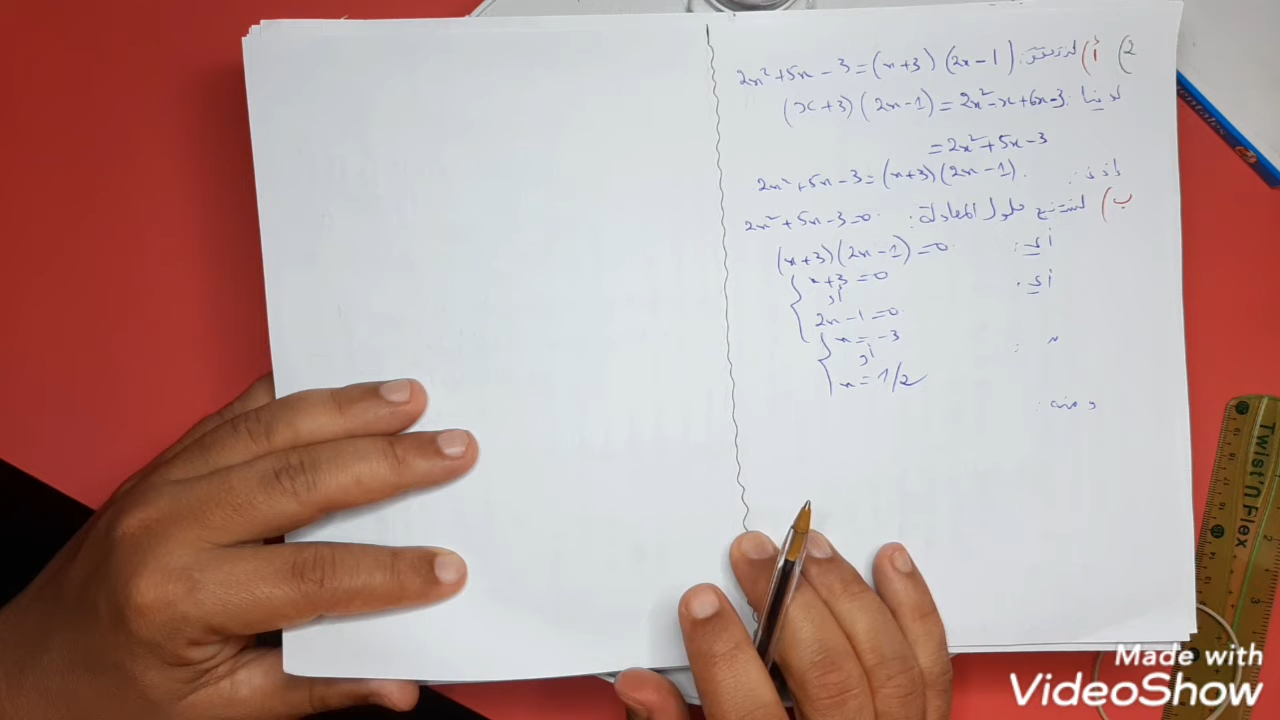 2) أ) لنتحقق: 2x² + 5x - 3 = (x+3)(2x-1)
لدينا: (x+3)(2x-1) = 2x² - x + 6x - 3
= 2x² + 5x - 3
إذن: 2x² + 5x - 3 = (x+3)(2x-1).
ب) لنستنتج حلول المعادلة: 2x² + 5x - 3 = 0
أي: (x+3)(2x-1) = 0
أي: x+3 = 0
أو
2x - 1 = 0
" : x = -3
أو
x = 1/2
ومنه:
Twist'n Flex
Made with
VideoShow